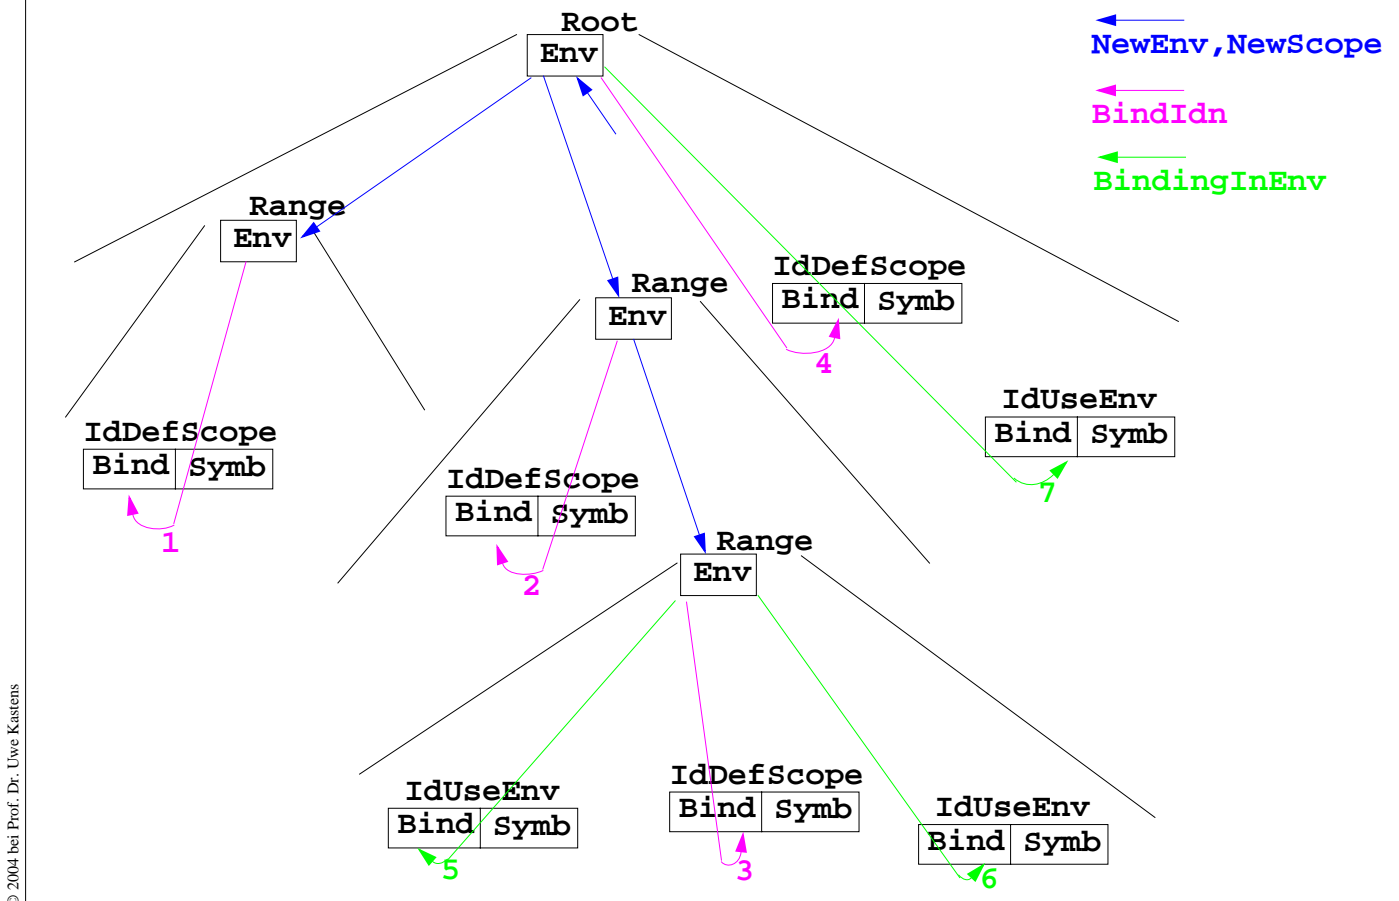 Root
Env
NewEnv,NewScope
BindIdn
BindingInEnv
Range
Env
Range
Env
IdDefScope
Bind Symb
4
IdUseEnv
Bind Symb
7
IdDefScope
Bind Symb
1
IdDefScope
Bind Symb
2
Range
Env
IdUseEnv
Bind Symb
5
IdDefScope
Bind Symb
3
IdUseEnv
Bind Symb
6
© 2004 bei Prof. Dr. Uwe Kastens